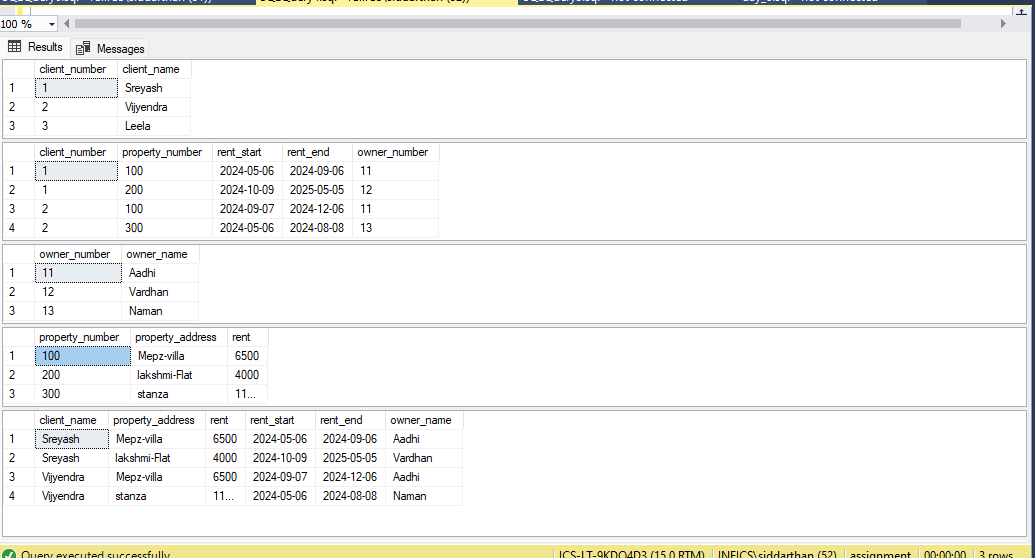 100 %
Results Messages
client_number client_name
1 1 Sreyash
2 2 Vijyendra
3 3 Leela
client_number property_number rent_start rent_end owner_number
1 1 100 2024-05-06 2024-09-06 11
2 1 200 2024-10-09 2025-05-05 12
3 2 100 2024-09-07 2024-12-06 11
4 2 300 2024-05-06 2024-08-08 13
owner_number owner_name
1 11 Aadhi
2 12 Vardhan
3 13 Naman
property_number property_address rent
1 100 Mepz-villa 6500
2 200 lakshmi-Flat 4000
3 300 stanza 11...
client_name property_address rent rent_start rent_end owner_name
1 Sreyash Mepz-villa 6500 2024-05-06 2024-09-06 Aadhi
2 Sreyash lakshmi-Flat 4000 2024-10-09 2025-05-05 Vardhan
3 Vijyendra Mepz-villa 6500 2024-09-07 2024-12-06 Aadhi
4 Vijyendra stanza 11... 2024-05-06 2024-08-08 Naman
Query executed successfully ICS-LT-9KDQ4D3 (15.0 RTM) INFICS\siddarthan (52) assignment 00:00:00 3 rows